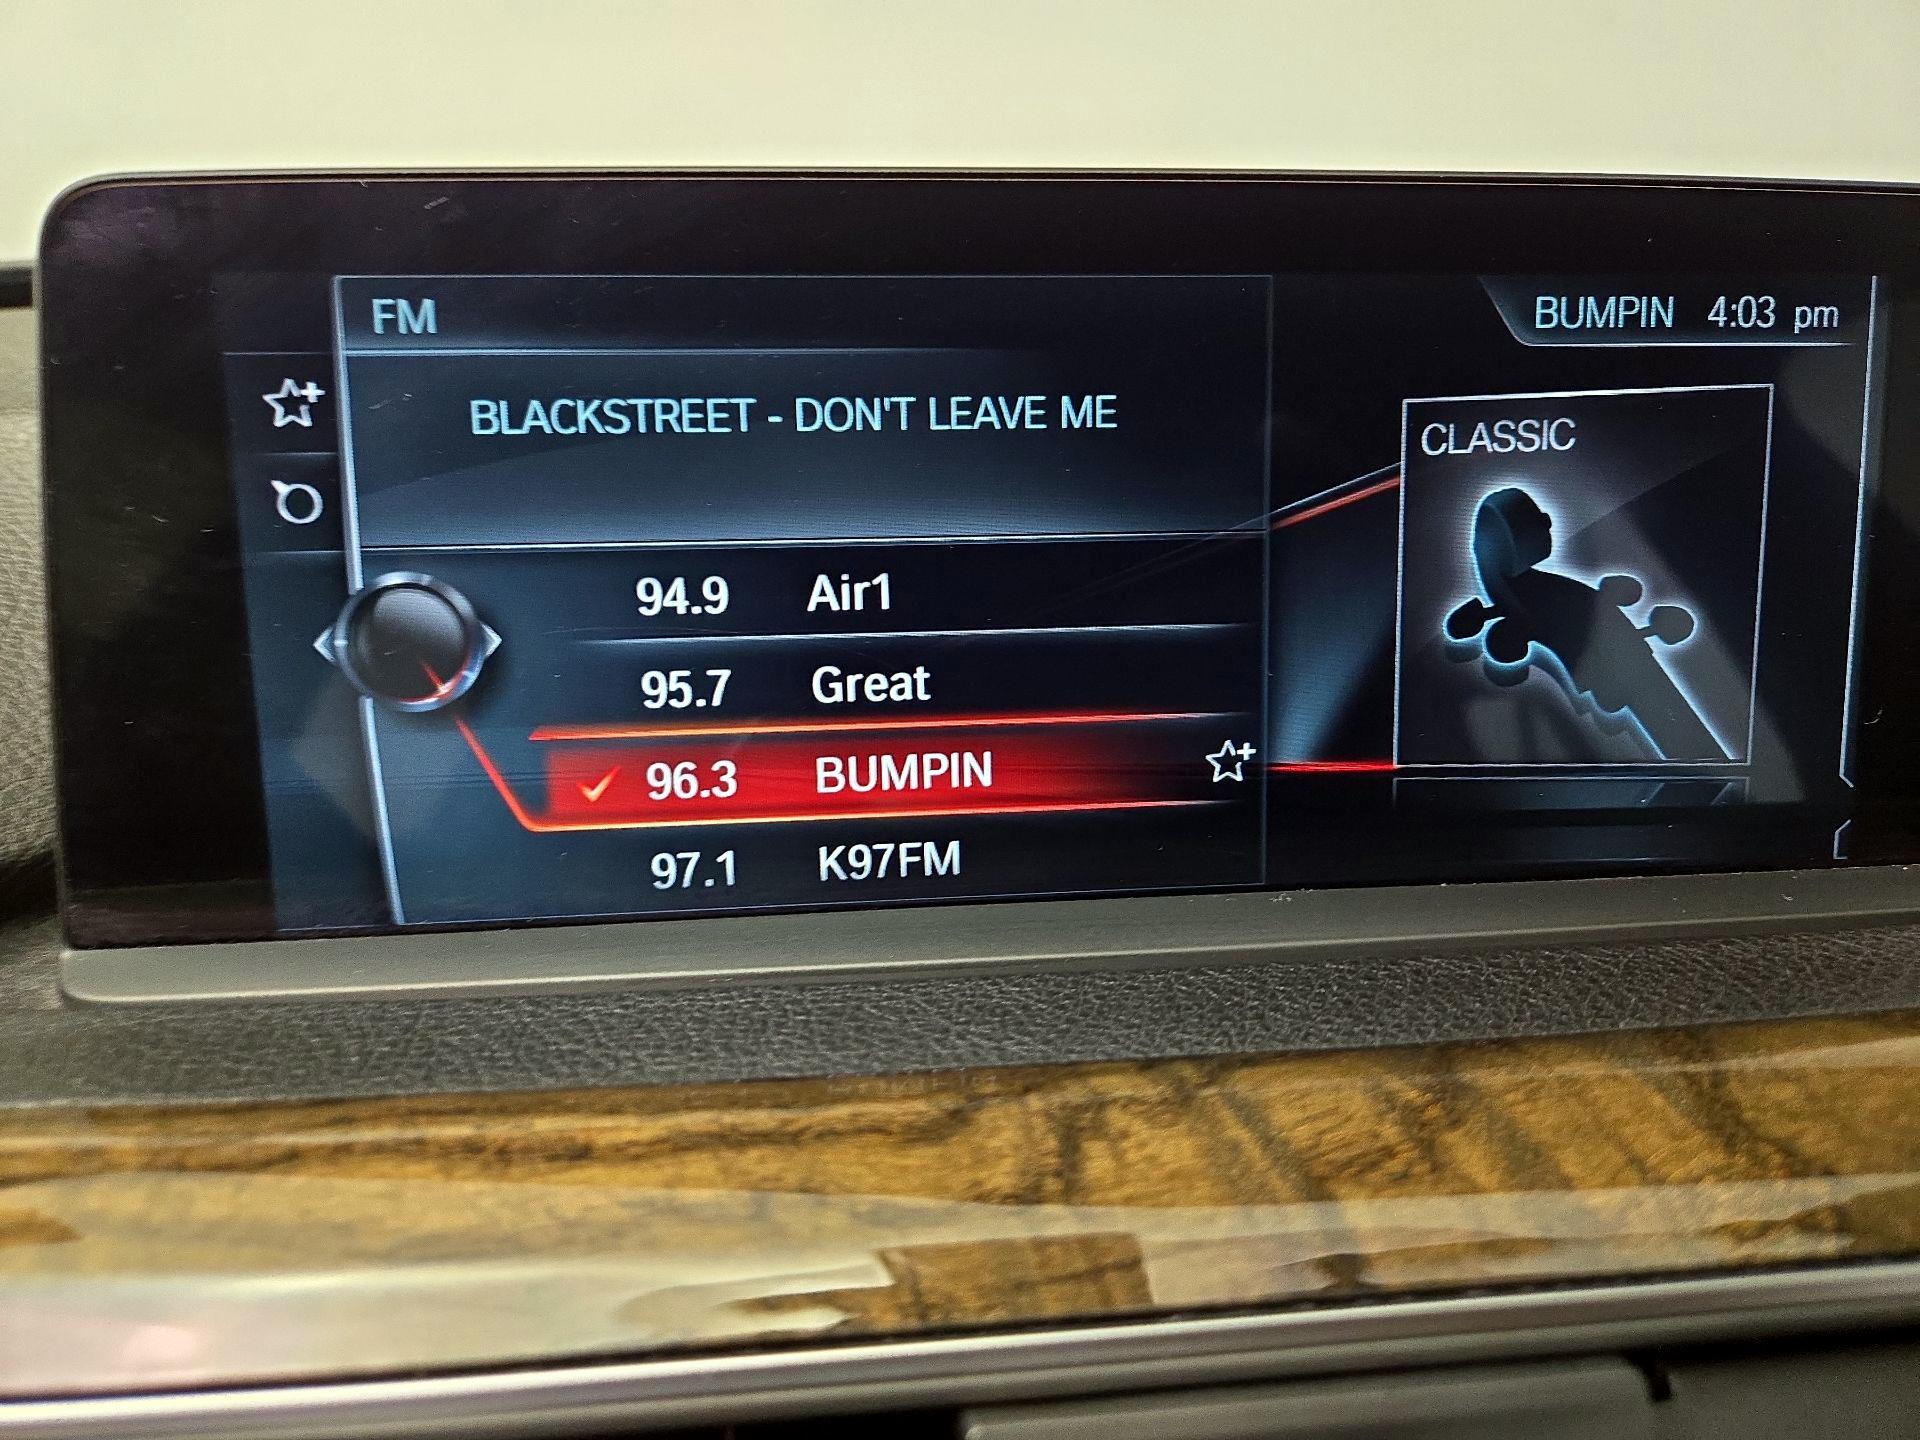 FM
BUMPIN 4:03 pm
BLACKSTREET - DON'T LEAVE ME
CLASSIC
94.9 Air1
95.7 Great
96.3 BUMPIN
97.1 K97FM